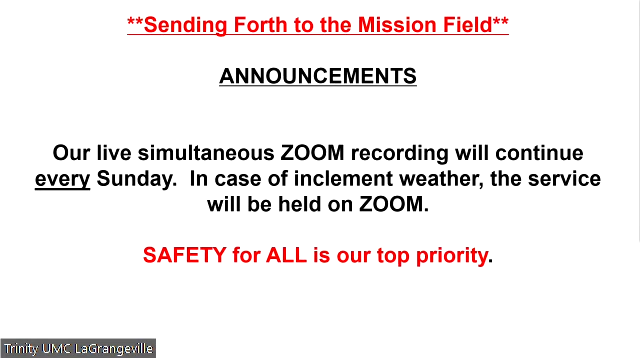 **Sending Forth to the Mission Field**
ANNOUNCEMENTS
Our live simultaneous ZOOM recording will continue
every Sunday.  In case of inclement weather, the service
will be held on ZOOM.
SAFETY for ALL is our top priority.
Trinity UMC LaGrangeville